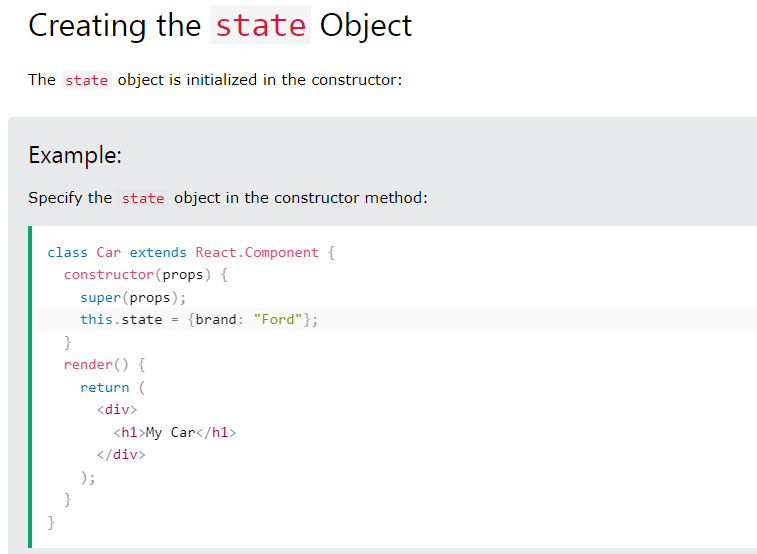 Creating the state Object
The state object is initialized in the constructor:
Example:
Specify the state object in the constructor method:
class Car extends React.Component {
  constructor(props) {
    super(props);
    this.state = {brand: "Ford"};
  }
  render() {
    return (
      <div>
        <h1>My Car</h1>
      </div>
    );
  }
}